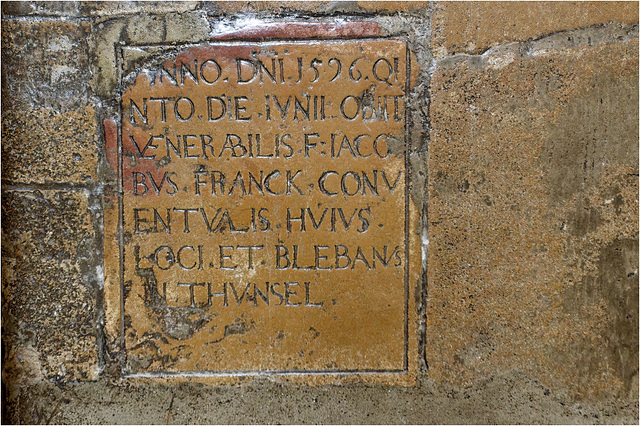 ANNO. DNI. 1596. QI
NTO. DIE. IVNII. OBIIT
VENERABILIS F: IACO
BVS. FRANCK. CONV
ENTVALIS. HVIVS.
LOCI. ET. BLEBANVS
IN THVNSEL.